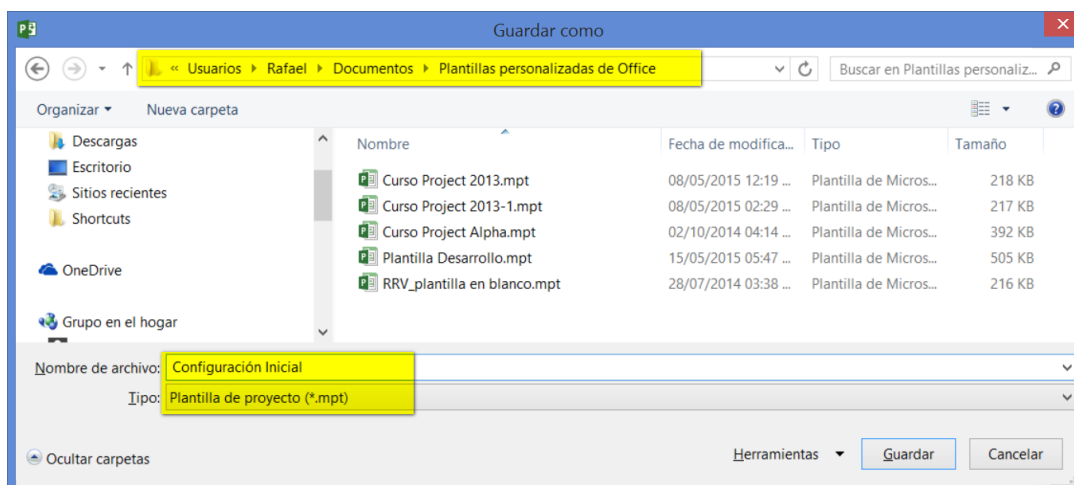 Guardar como
« Usuarios Rafael Documentos Plantillas personalizadas de Office Buscar en Plantillas personaliz...
Organizar Nueva carpeta
Descargas
Escritorio
Sitios recientes
Shortcuts
OneDrive
Grupo en el hogar
Nombre Fecha de modifica... Tipo Tamaño
Curso Project 2013.mpt 08/05/2015 12:19 ... Plantilla de Micros... 218 KB
Curso Project 2013-1.mpt 08/05/2015 02:29 ... Plantilla de Micros... 217 KB
Curso Project Alpha.mpt 02/10/2014 04:14 ... Plantilla de Micros... 392 KB
Plantilla Desarrollo.mpt 15/05/2015 05:47 ... Plantilla de Micros... 505 KB
RRV_plantilla en blanco.mpt 28/07/2014 03:38 ... Plantilla de Micros... 216 KB
Nombre de archivo: Configuración Inicial
Tipo: Plantilla de proyecto (*.mpt)
Ocultar carpetas Herramientas Guardar Cancelar